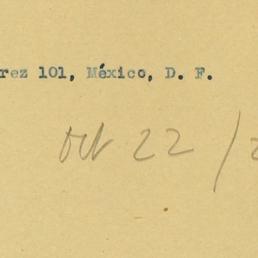 rez 101, México, D. F.
Oct 22 /